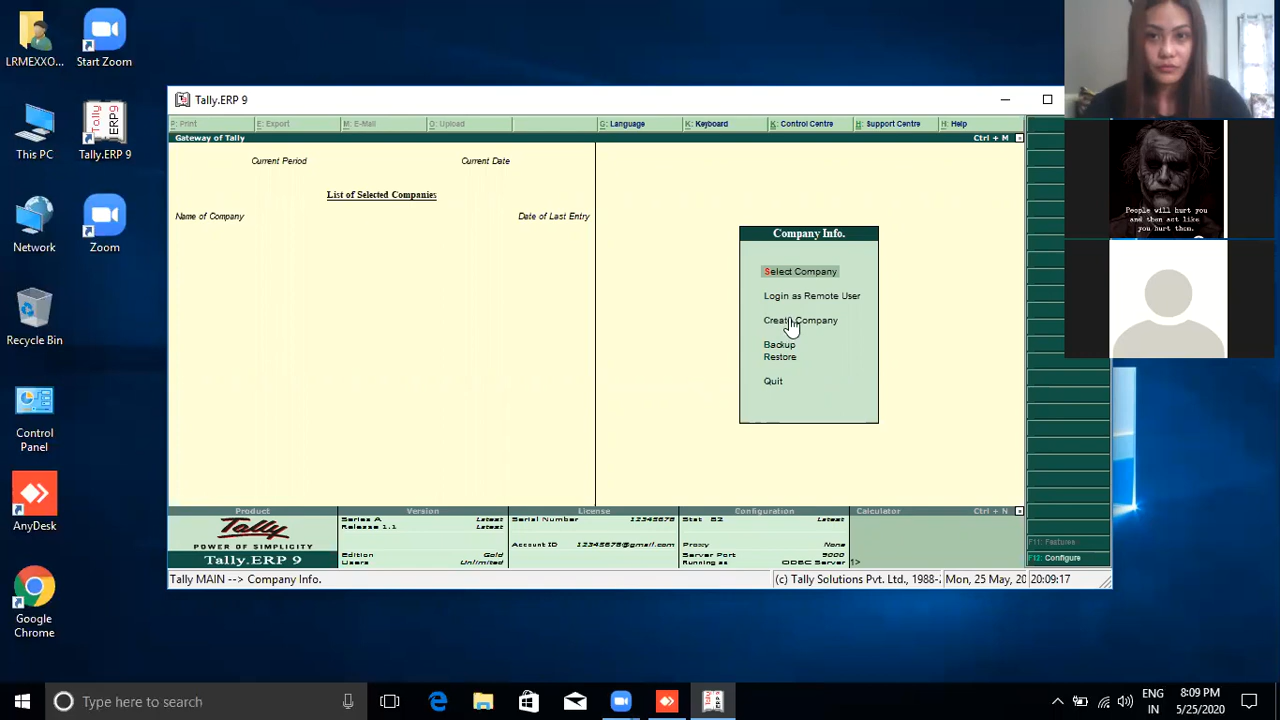 LRMEXXO...
Start Zoom
This PC
Tally.ERP 9
Network
Zoom
Recycle Bin
Control
Panel
AnyDesk
Google
Chrome
Tally.ERP 9
P: Print
E: Export
M: E-Mail
O: Upload
G: Language
K: Keyboard
K: Control Centre
H: Support Centre
H: Help
Gateway of Tally
Ctrl + M
Current Period
Current Date
List of Selected Companies
Name of Company
Date of Last Entry
Company Info.
Select Company
Login as Remote User
Create Company
Backup
Restore
Quit
People will hurt you
and then act like
you hurt them.
Product
Tally
POWER OF SIMPLICITY
Tally.ERP 9
Version
Series A Latest
Release 1.1 Latest
Edition Gold
Users Unlimited
License
Serial Number 12345678
Account ID 12345678@gmail.com
Configuration
Stat 82 Latest
Proxy None
Server Port 9000
Running as ODBC Server
Calculator
Ctrl + N
1>
F11: Features
F12: Configure
Tally MAIN --> Company Info.
(c) Tally Solutions Pvt. Ltd., 1988-
Mon, 25 May, 20
20:09:17
Type here to search
ENG
IN
8:09 PM
5/25/2020